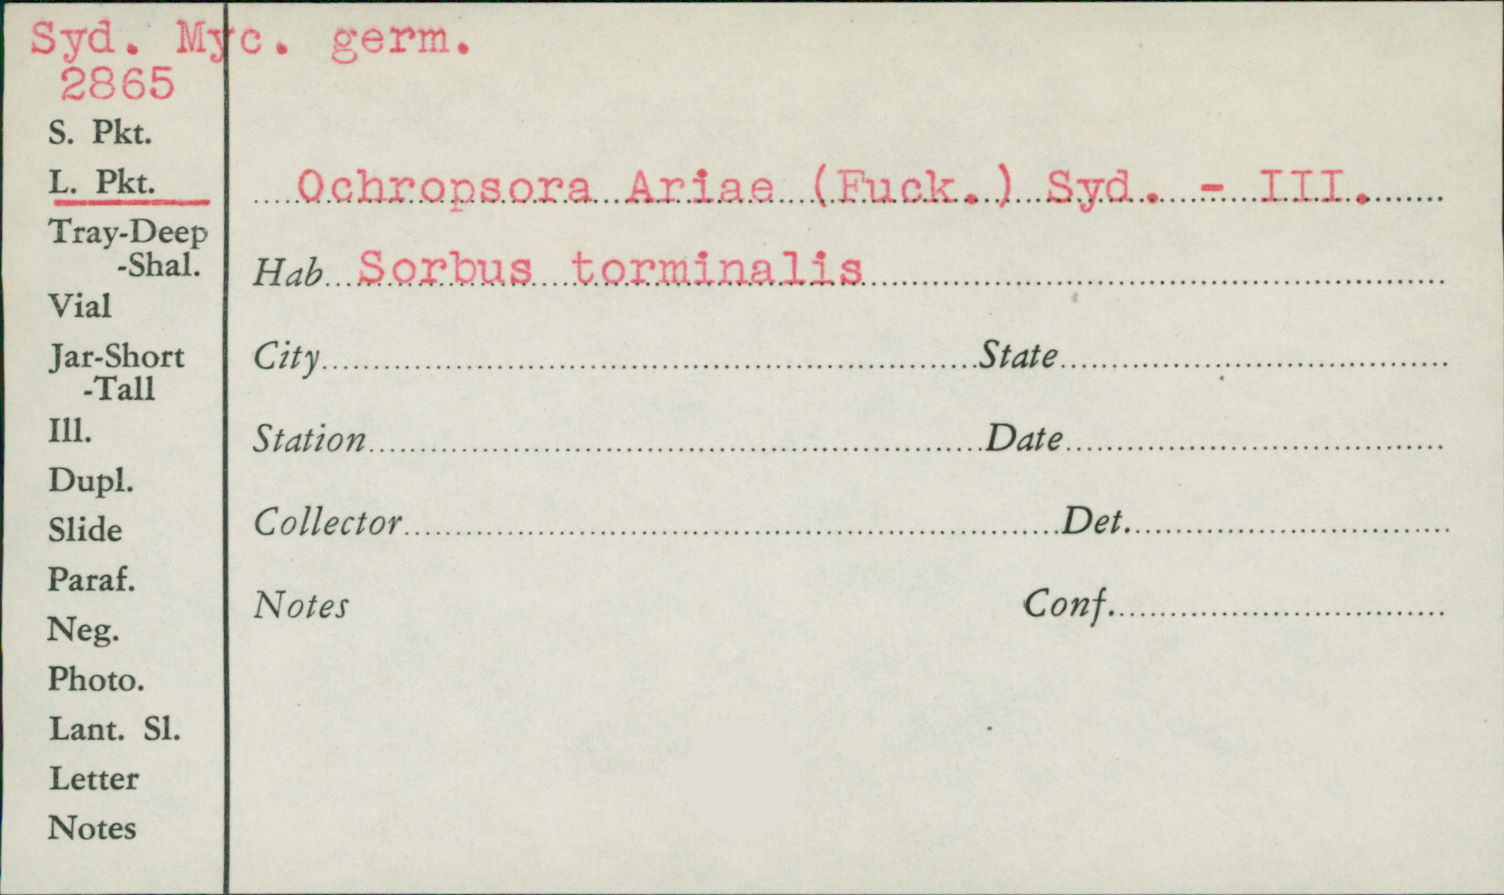 Syd. Myc. germ.
2865
S. Pkt.
L. Pkt.
Tray-Deep
-Shal.
Vial
Jar-Short
-Tall
Ill.
Dupl.
Slide
Paraf.
Neg.
Photo.
Lant. Sl.
Letter
Notes
Ochropsora Ariae (Fuck.) Syd. - III.
Hab Sorbus torminalis
City State
Station Date
Collector Det.
Notes Conf.